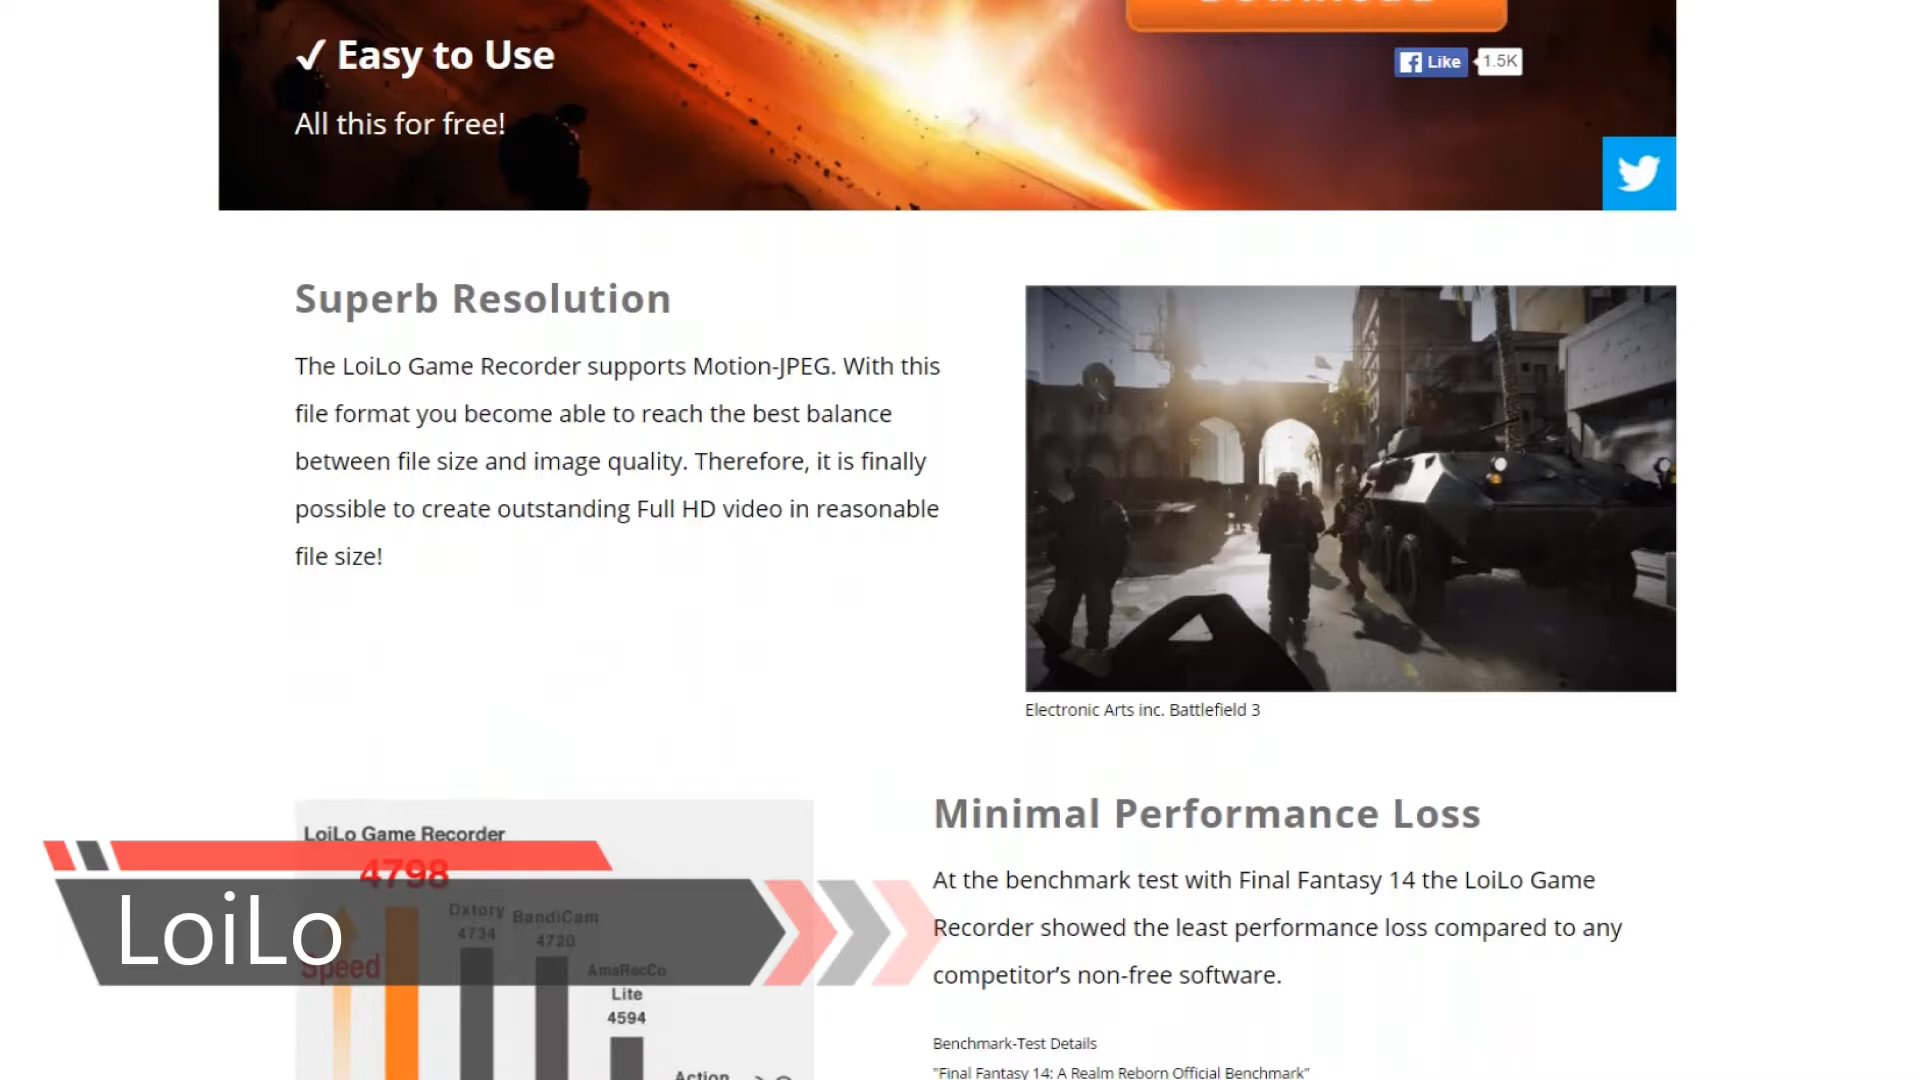 ✓ Easy to Use
All this for free!
Like
1.5K
Superb Resolution
The LoiLo Game Recorder supports Motion-JPEG. With this
file format you become able to reach the best balance
between file size and image quality. Therefore, it is finally
possible to create outstanding Full HD video in reasonable
file size!
Electronic Arts inc. Battlefield 3
LoiLo Game Recorder
4798
Dxtory
4734
BandiCam
4720
AmaRecCo
Lite
4594
Action
Speed
LoiLo
Minimal Performance Loss
At the benchmark test with Final Fantasy 14 the LoiLo Game
Recorder showed the least performance loss compared to any
competitor’s non-free software.
Benchmark-Test Details
"Final Fantasy 14: A Realm Reborn Official Benchmark"